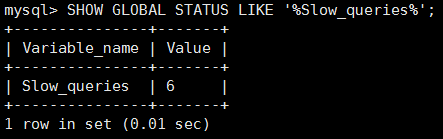 mysql> SHOW GLOBAL STATUS LIKE '%Slow_queries%';
+---------------+-------+
| Variable_name | Value |
+---------------+-------+
| Slow_queries  | 6     |
+---------------+-------+
1 row in set (0.01 sec)